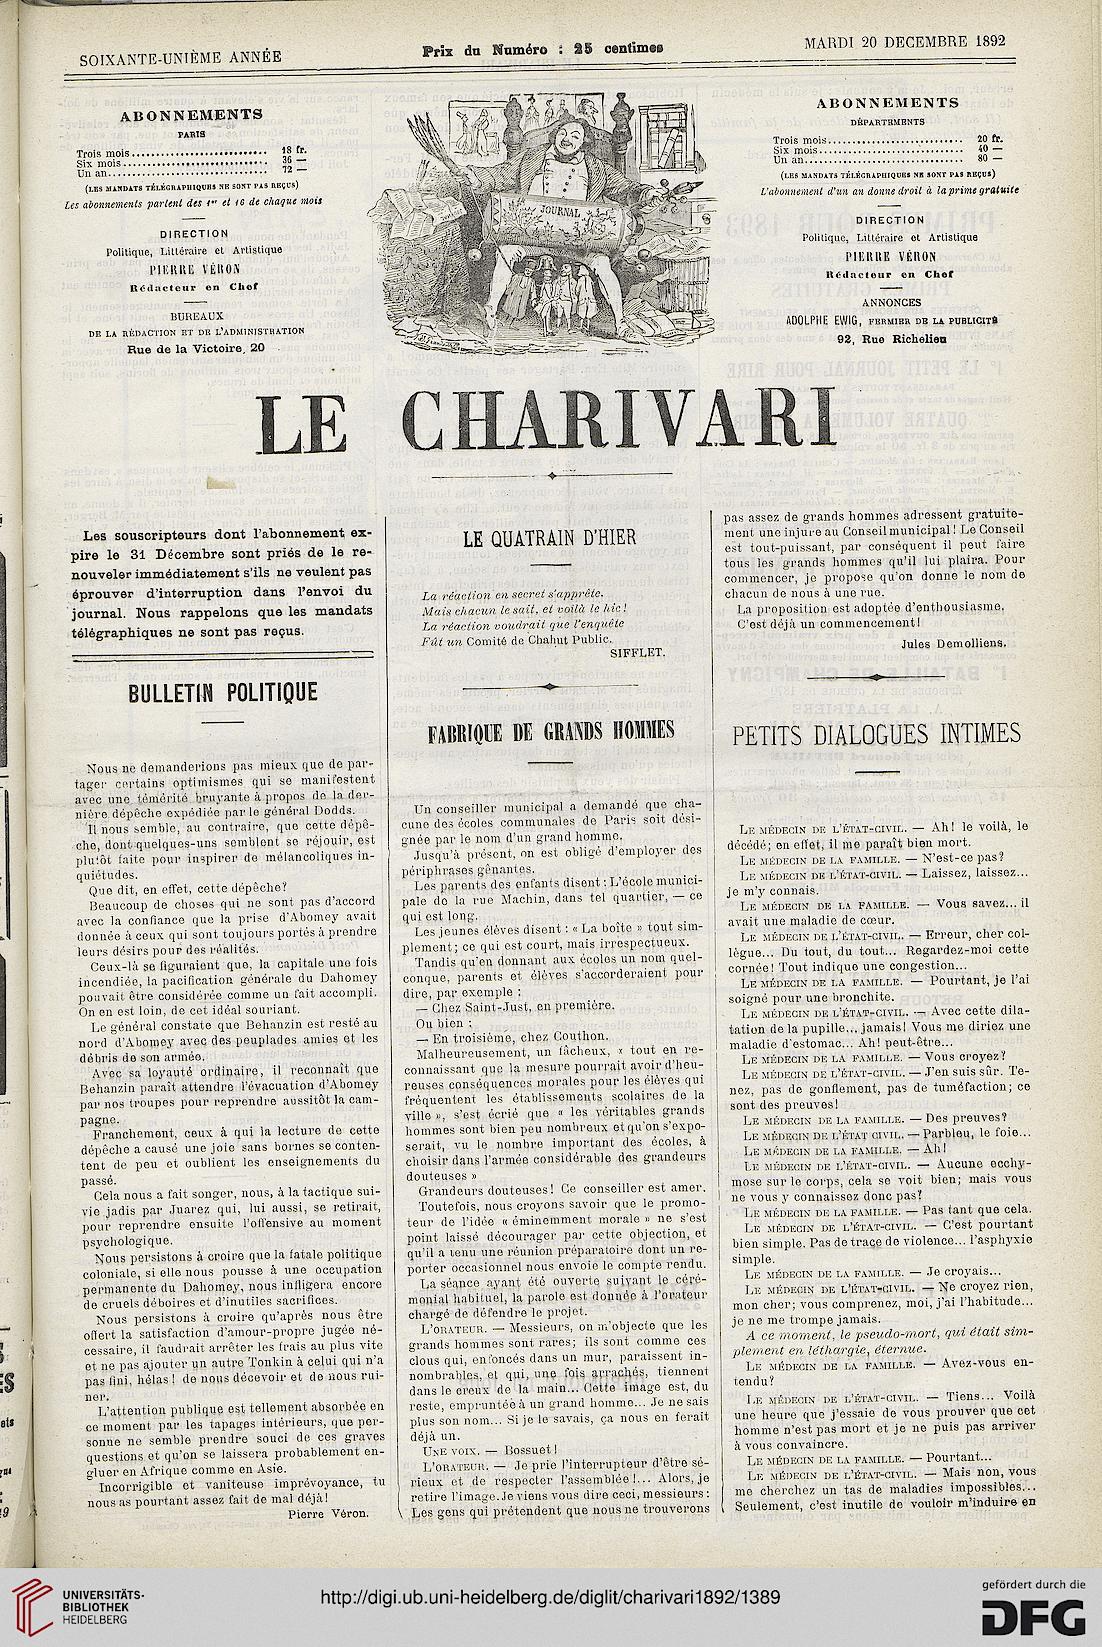 SOIXANTE-UNIÈME ANNÉE
Prix du Numéro : 25 centimes
MARDI 20 DECEMBRE 1892
ABONNEMENTS
PARIS
Trois mois........................... 18 fr.
Six mois............................. 36 —
Un an................................ 72 —
(LES MANDATS TÉLÉGRAPHIQUES NE SONT PAS REÇUS)
Les abonnements partent des 1er et 16 de chaque mois
DIRECTION
Politique, Littéraire et Artistique
PIERRE VÉRON
Rédacteur en Chef
BUREAUX
DE LA RÉDACTION ET DE L'ADMINISTRATION
Rue de la Victoire, 20
JOURNAL
ABONNEMENTS
DÉPARTEMENTS
Trois mois........................... 20 fr.
Six mois............................. 40 —
Un an................................ 80 —
(LES MANDATS TÉLÉGRAPHIQUES NE SONT PAS REÇUS)
L'abonnement d'un an donne droit à la prime gratuite
DIRECTION
Politique, Littéraire et Artistique
PIERRE VÉRON
Rédacteur en Chef
ANNONCES
ADOLPHE EWIG, FERMIER DE LA PUBLICITÉ
92, Rue Richelieu
LE CHARIVARI
Les souscripteurs dont l'abonnement ex-
pire le 31 Décembre sont priés de le re-
nouveler immédiatement s'ils ne veulent pas
éprouver d'interruption dans l'envoi du
journal. Nous rappelons que les mandats
télégraphiques ne sont pas reçus.
BULLETIN POLITIQUE
Nous ne demanderions pas mieux que de par-
tager certains optimismes qui se manifestent
avec une témérité bruyante à propos de la der-
nière dépêche expédiée par le général Dodds.
Il nous semble, au contraire, que cette dépê-
che, dont quelques-uns semblent se réjouir, est
plutôt faite pour inspirer de mélancoliques in-
quiétudes.
Que dit, en effet, cette dépêche?
Beaucoup de choses qui ne sont pas d'accord
avec la confiance que la prise d'Abomey avait
donnée à ceux qui sont toujours portés à prendre
leurs désirs pour des réalités.
Ceux-là se figuraient que, la capitale une fois
incendiée, la pacification générale du Dahomey
pouvait être considérée comme un fait accompli.
On en est loin, de cet idéal souriant.
Le général constate que Behanzin est resté au
nord d'Abomey avec des peuplades amies et les
débris de son armée.
Avec sa loyauté ordinaire, il reconnaît que
Behanzin paraît attendre l'évacuation d'Abomey
par nos troupes pour reprendre aussitôt la cam-
pagne.
Franchement, ceux à qui la lecture de cette
dépêche a causé une joie sans bornes se conten-
tent de peu et oublient les enseignements du
passé.
Cela nous a fait songer, nous, à la tactique sui-
vie jadis par Juarez qui, lui aussi, se retirait,
pour reprendre ensuite l'offensive au moment
psychologique.
Nous persistons à croire que la fatale politique
coloniale, si elle nous pousse à une occupation
permanente du Dahomey, nous infligera encore
de cruels déboires et d'inutiles sacrifices.
Nous persistons à croire qu'après nous être
offert la satisfaction d'amour-propre jugée né-
cessaire, il faudrait arrêter les frais au plus vite
et ne pas ajouter un autre Tonkin à celui qui n'a
pas fini, hélas! de nous décevoir et de nous rui-
ner.
L'attention publique est tellement absorbée en
ce moment par les tapages intérieurs, que per-
sonne ne semble prendre souci de ces graves
questions et qu'on se laissera probablement en-
gluer en Afrique comme en Asie.
Incorrigible et vaniteuse imprévoyance, tu
nous as pourtant assez fait de mal déjà!
Pierre Véron.
LE QUATRAIN D'HIER
La réaction en secret s'apprête.
Mais chacun le sait, et voilà le hic!
La réaction voudrait que l'enquête
Fût un Comité de Chahut Public.
SIFFLET.
FABRIQUE DE GRANDS HOMMES
Un conseiller municipal a demandé que cha-
cune des écoles communales de Paris soit dési-
gnée par le nom d'un grand homme.
Jusqu'à présent, on est obligé d'employer des
périphrases gênantes.
Les parents des enfants disent : L'école munici-
pale de la rue Machin, dans tel quartier, — ce
qui est long.
Les jeunes élèves disent : « La boîte » tout sim-
plement; ce qui est court, mais irrespectueux.
Tandis qu'en donnant aux écoles un nom quel-
conque, parents et élèves s'accorderaient pour
dire, par exemple :
— Chez Saint-Just, en première.
Ou bien :
— En troisième, chez Couthon.
Malheureusement, un fâcheux, « tout en re-
connaissant que la mesure pourrait avoir d'heu-
reuses conséquences morales pour les élèves qui
fréquentent les établissements scolaires de la
ville », s'est écrié que « les véritables grands
hommes sont bien peu nombreux et qu'on s'expo-
serait, vu le nombre important des écoles, à
choisir dans l'armée considérable des grandeurs
douteuses »
Grandeurs douteuses! Ce conseiller est amer.
Toutefois, nous croyons savoir que le promo-
teur de l'idée « éminemment morale » ne s'est
point laissé décourager par cette objection, et
qu'il a tenu une réunion préparatoire dont un re-
porter occasionnel nous envoie le compte rendu.
La séance ayant été ouverte suivant le céré-
monial habituel, la parole est donnée à l'orateur
chargé de défendre le projet.
L'ORATEUR. — Messieurs, on m'objecte que les
grands hommes sont rares; ils sont comme ces
clous qui, enfoncés dans un mur, paraissent in-
nombrables, et qui, une fois arrachés, tiennent
dans le creux de la main... Cette image est, du
reste, empruntée à un grand homme... Je ne sais
plus son nom... Si je le savais, ça nous en ferait
déjà un.
UNE VOIX. — Bossuet!
L'ORATEUR. — Je prie l'interrupteur d'être sé-
rieux et de respecter l'assemblée!... Alors, je
retire l'image. Je viens vous dire ceci, messieurs :
Les gens qui prétendent que nous ne trouverons
pas assez de grands hommes adressent gratuite-
ment une injure au Conseil municipal! Le Conseil
est tout-puissant, par conséquent il peut faire
tous les grands hommes qu'il lui plaira. Pour
commencer, je propose qu'on donne le nom de
chacun de nous à une rue.
La proposition est adoptée d'enthousiasme.
C'est déjà un commencement!
Jules Demolliens.
PETITS DIALOGUES INTIMES
LE MÉDECIN DE L'ÉTAT-CIVIL. — Ah! le voilà, le
décédé; en effet, il me paraît bien mort.
LE MÉDECIN DE LA FAMILLE. — N'est-ce pas?
LE MÉDECIN DE L'ÉTAT-CIVIL. — Laissez, laissez...
je m'y connais.
LE MÉDECIN DE LA FAMILLE. — Vous savez... il
avait une maladie de cœur.
LE MÉDECIN DE L'ÉTAT-CIVIL. — Erreur, cher col-
lègue... Du tout, du tout... Regardez-moi cette
cornée! Tout indique une congestion...
LE MÉDECIN DE LA FAMILLE. — Pourtant, je l'ai
soigné pour une bronchite.
LE MÉDECIN DE L'ÉTAT-CIVIL. — Avec cette dila-
tation de la pupille... jamais! Vous me diriez une
maladie d'estomac... Ah! peut-être...
LE MÉDECIN DE LA FAMILLE. — Vous croyez?
LE MÉDECIN DE L'ÉTAT-CIVIL. — J'en suis sûr. Te-
nez, pas de gonflement, pas de tuméfaction; ce
sont des preuves!
LE MÉDECIN DE LA FAMILLE. — Des preuves?
LE MÉDECIN DE L'ÉTAT CIVIL. — Parbleu, le foie...
LE MÉDECIN DE LA FAMILLE. — Ah!
LE MÉDECIN DE L'ÉTAT-CIVIL. — Aucune ecchy-
mose sur le corps, cela se voit bien; mais vous
ne vous y connaissez donc pas?
LE MÉDECIN DE LA FAMILLE. — Pas tant que cela.
LE MÉDECIN DE L'ÉTAT-CIVIL. — C'est pourtant
bien simple. Pas de trace de violence... l'asphyxie
simple.
LE MÉDECIN DE LA FAMILLE. — Je croyais...
LE MÉDECIN DE L'ÉTAT-CIVIL. — Ne croyez rien,
mon cher; vous comprenez, moi, j'ai l'habitude...
je ne me trompe jamais.
A ce moment, le pseudo-mort, qui était sim-
plement en léthargie, éternue.
LE MÉDECIN DE LA FAMILLE. — Avez-vous en-
tendu?
LE MÉDECIN DE L'ÉTAT-CIVIL. — Tiens... Voilà
une heure que j'essaie de vous prouver que cet
homme n'est pas mort et je ne puis pas arriver
à vous convaincre.
LE MÉDECIN DE LA FAMILLE. — Pourtant...
LE MÉDECIN DE L'ÉTAT-CIVIL. — Mais non, vous
me cherchez un tas de maladies impossibles...
Seulement, c'est inutile de vouloir m'induire en
UNIVERSITÄTS-
BIBLIOTHEK
HEIDELBERG
http://digi.ub.uni-heidelberg.de/diglit/charivari1892/1389
gefördert durch die
DFG